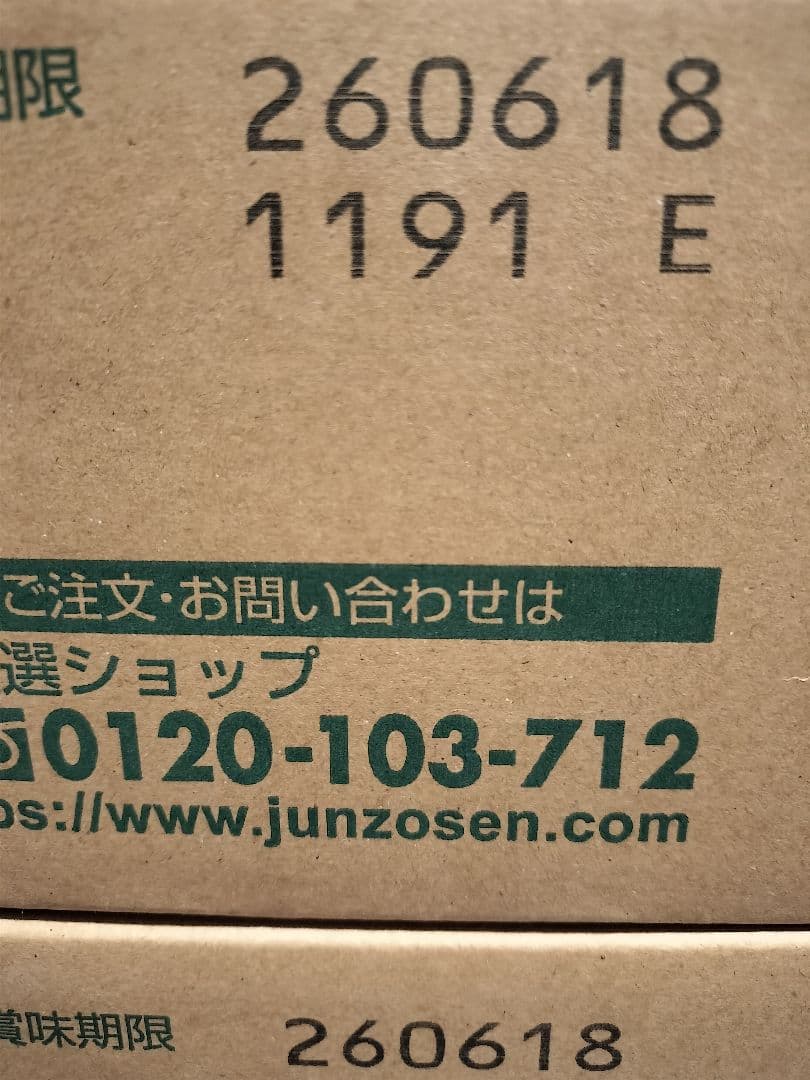 期限 260618
1191 E
ご注文・お問い合わせは
選ショップ
0120-103-712
ps://www.junzosen.com
賞味期限 260618